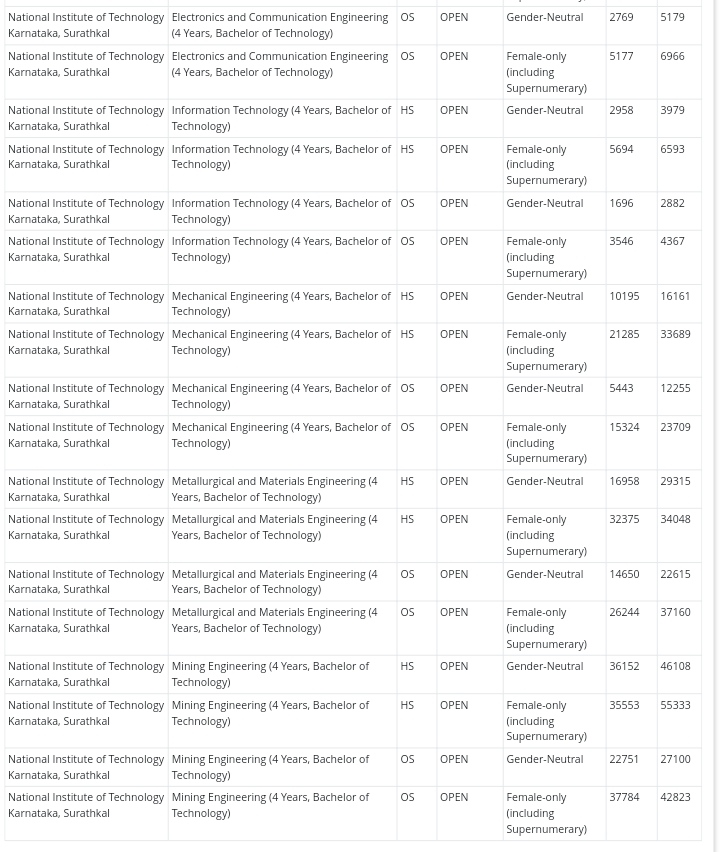 National Institute of Technology Electronics and Communication Engineering OS OPEN Gender-Neutral 2769 5179
Karnataka, Surathkal (4 Years, Bachelor of Technology)
National Institute of Technology Electronics and Communication Engineering OS OPEN Female-only 5177 6966
Karnataka, Surathkal (4 Years, Bachelor of Technology) (including
Supernumerary)
National Institute of Technology Information Technology (4 Years, Bachelor of HS OPEN Gender-Neutral 2958 3979
Karnataka, Surathkal Technology)
National Institute of Technology Information Technology (4 Years, Bachelor of HS OPEN Female-only 5694 6593
Karnataka, Surathkal Technology) (including
Supernumerary)
National Institute of Technology Information Technology (4 Years, Bachelor of OS OPEN Gender-Neutral 1696 2882
Karnataka, Surathkal Technology)
National Institute of Technology Information Technology (4 Years, Bachelor of OS OPEN Female-only 3546 4367
Karnataka, Surathkal Technology) (including
Supernumerary)
National Institute of Technology Mechanical Engineering (4 Years, Bachelor of HS OPEN Gender-Neutral 10195 16161
Karnataka, Surathkal Technology)
National Institute of Technology Mechanical Engineering (4 Years, Bachelor of HS OPEN Female-only 21285 33689
Karnataka, Surathkal Technology) (including
Supernumerary)
National Institute of Technology Mechanical Engineering (4 Years, Bachelor of OS OPEN Gender-Neutral 5443 12255
Karnataka, Surathkal Technology)
National Institute of Technology Mechanical Engineering (4 Years, Bachelor of OS OPEN Female-only 15324 23709
Karnataka, Surathkal Technology) (including
Supernumerary)
National Institute of Technology Metallurgical and Materials Engineering (4 HS OPEN Gender-Neutral 16958 29315
Karnataka, Surathkal Years, Bachelor of Technology)
National Institute of Technology Metallurgical and Materials Engineering (4 HS OPEN Female-only 32375 34048
Karnataka, Surathkal Years, Bachelor of Technology) (including
Supernumerary)
National Institute of Technology Metallurgical and Materials Engineering (4 OS OPEN Gender-Neutral 14650 22615
Karnataka, Surathkal Years, Bachelor of Technology)
National Institute of Technology Metallurgical and Materials Engineering (4 OS OPEN Female-only 26244 37160
Karnataka, Surathkal Years, Bachelor of Technology) (including
Supernumerary)
National Institute of Technology Mining Engineering (4 Years, Bachelor of HS OPEN Gender-Neutral 36152 46108
Karnataka, Surathkal Technology)
National Institute of Technology Mining Engineering (4 Years, Bachelor of HS OPEN Female-only 35553 55333
Karnataka, Surathkal Technology) (including
Supernumerary)
National Institute of Technology Mining Engineering (4 Years, Bachelor of OS OPEN Gender-Neutral 22751 27100
Karnataka, Surathkal Technology)
National Institute of Technology Mining Engineering (4 Years, Bachelor of OS OPEN Female-only 37784 42823
Karnataka, Surathkal Technology) (including
Supernumerary)